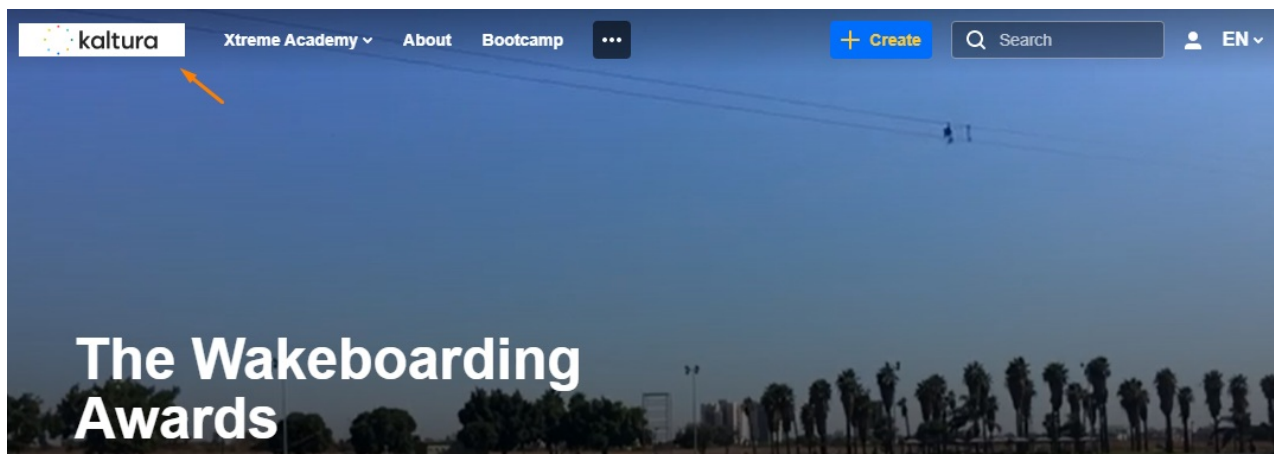 kaltura Xtreme Academy About Bootcamp ••• + Create Search EN
The Wakeboarding
Awards